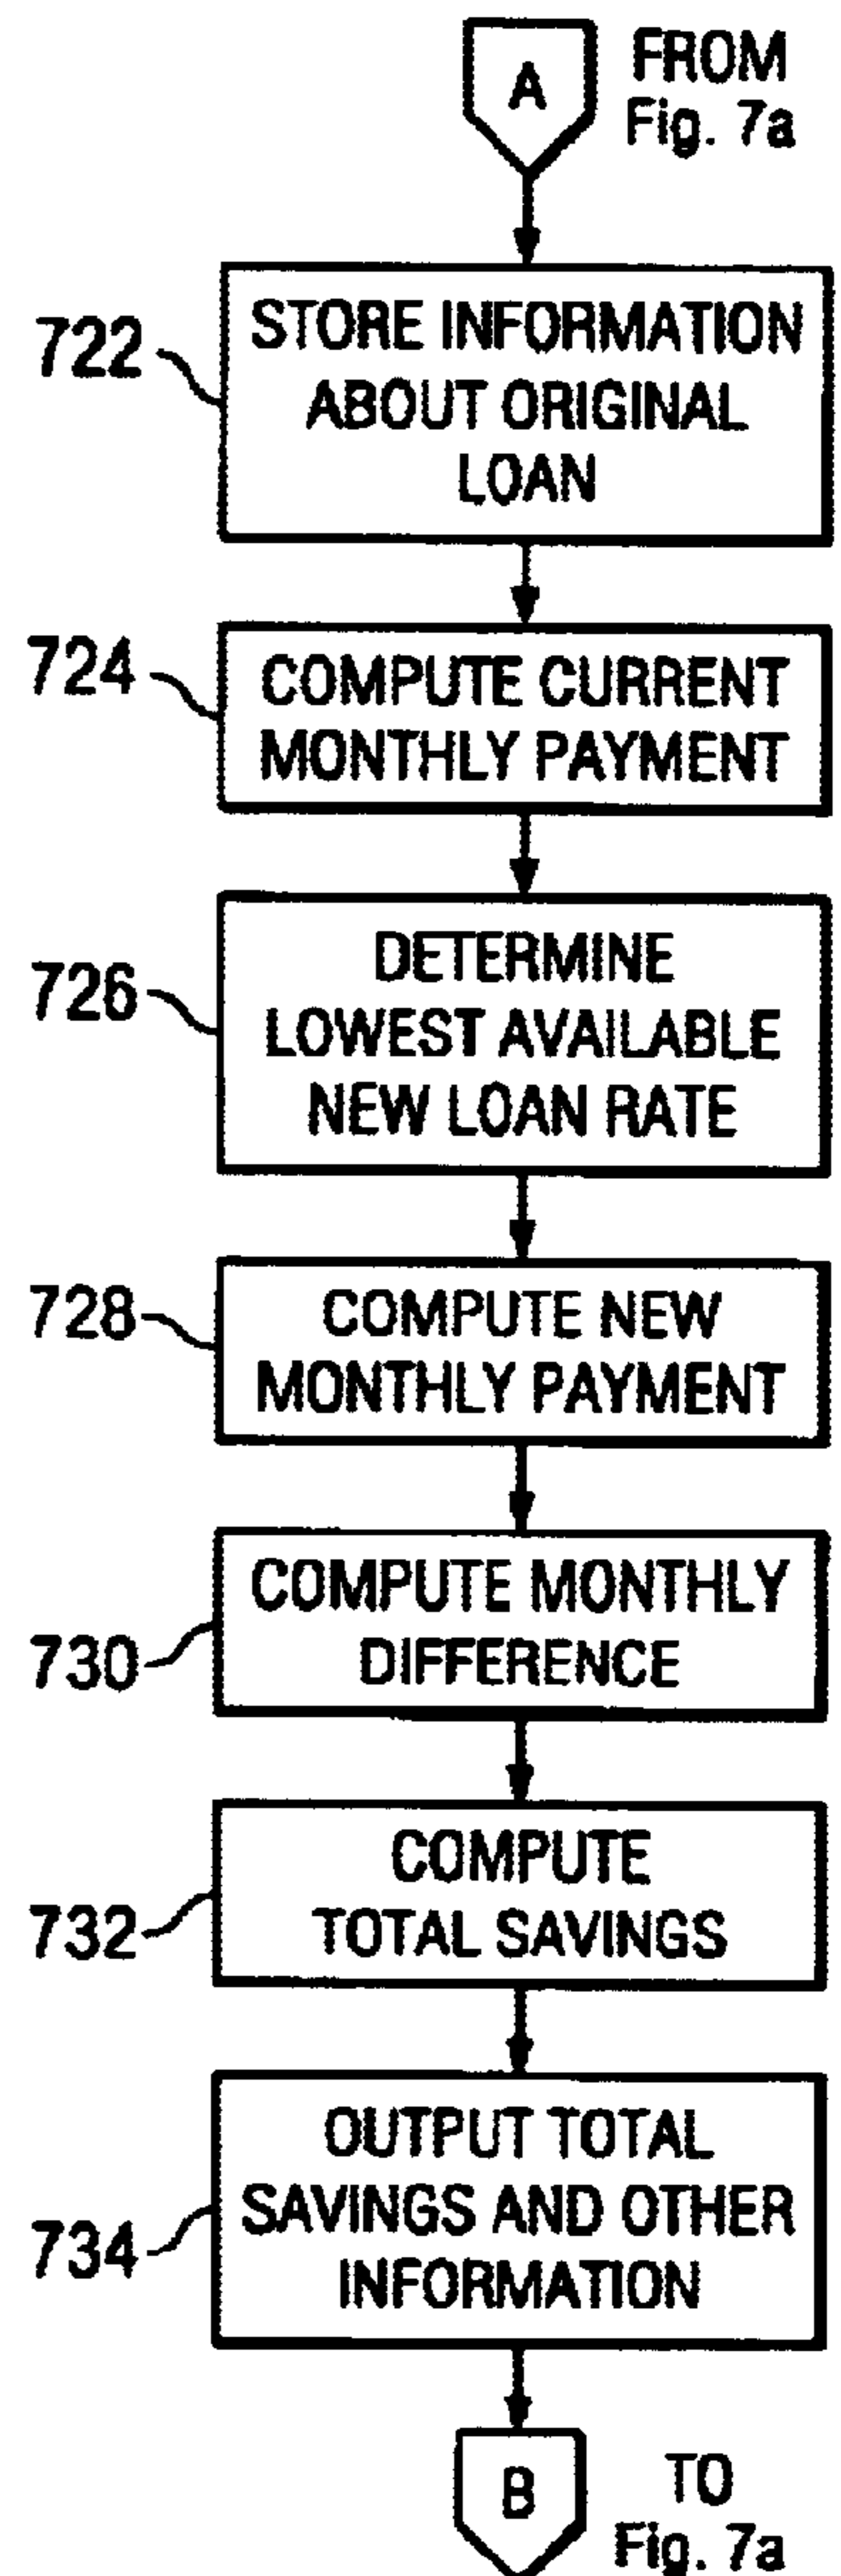 A
FROM
Fig. 7a
722
STORE INFORMATION
ABOUT ORIGINAL
LOAN
724
COMPUTE CURRENT
MONTHLY PAYMENT
726
DETERMINE
LOWEST AVAILABLE
NEW LOAN RATE
728
COMPUTE NEW
MONTHLY PAYMENT
730
COMPUTE MONTHLY
DIFFERENCE
732
COMPUTE
TOTAL SAVINGS
734
OUTPUT TOTAL
SAVINGS AND OTHER
INFORMATION
B
TO
Fig. 7a